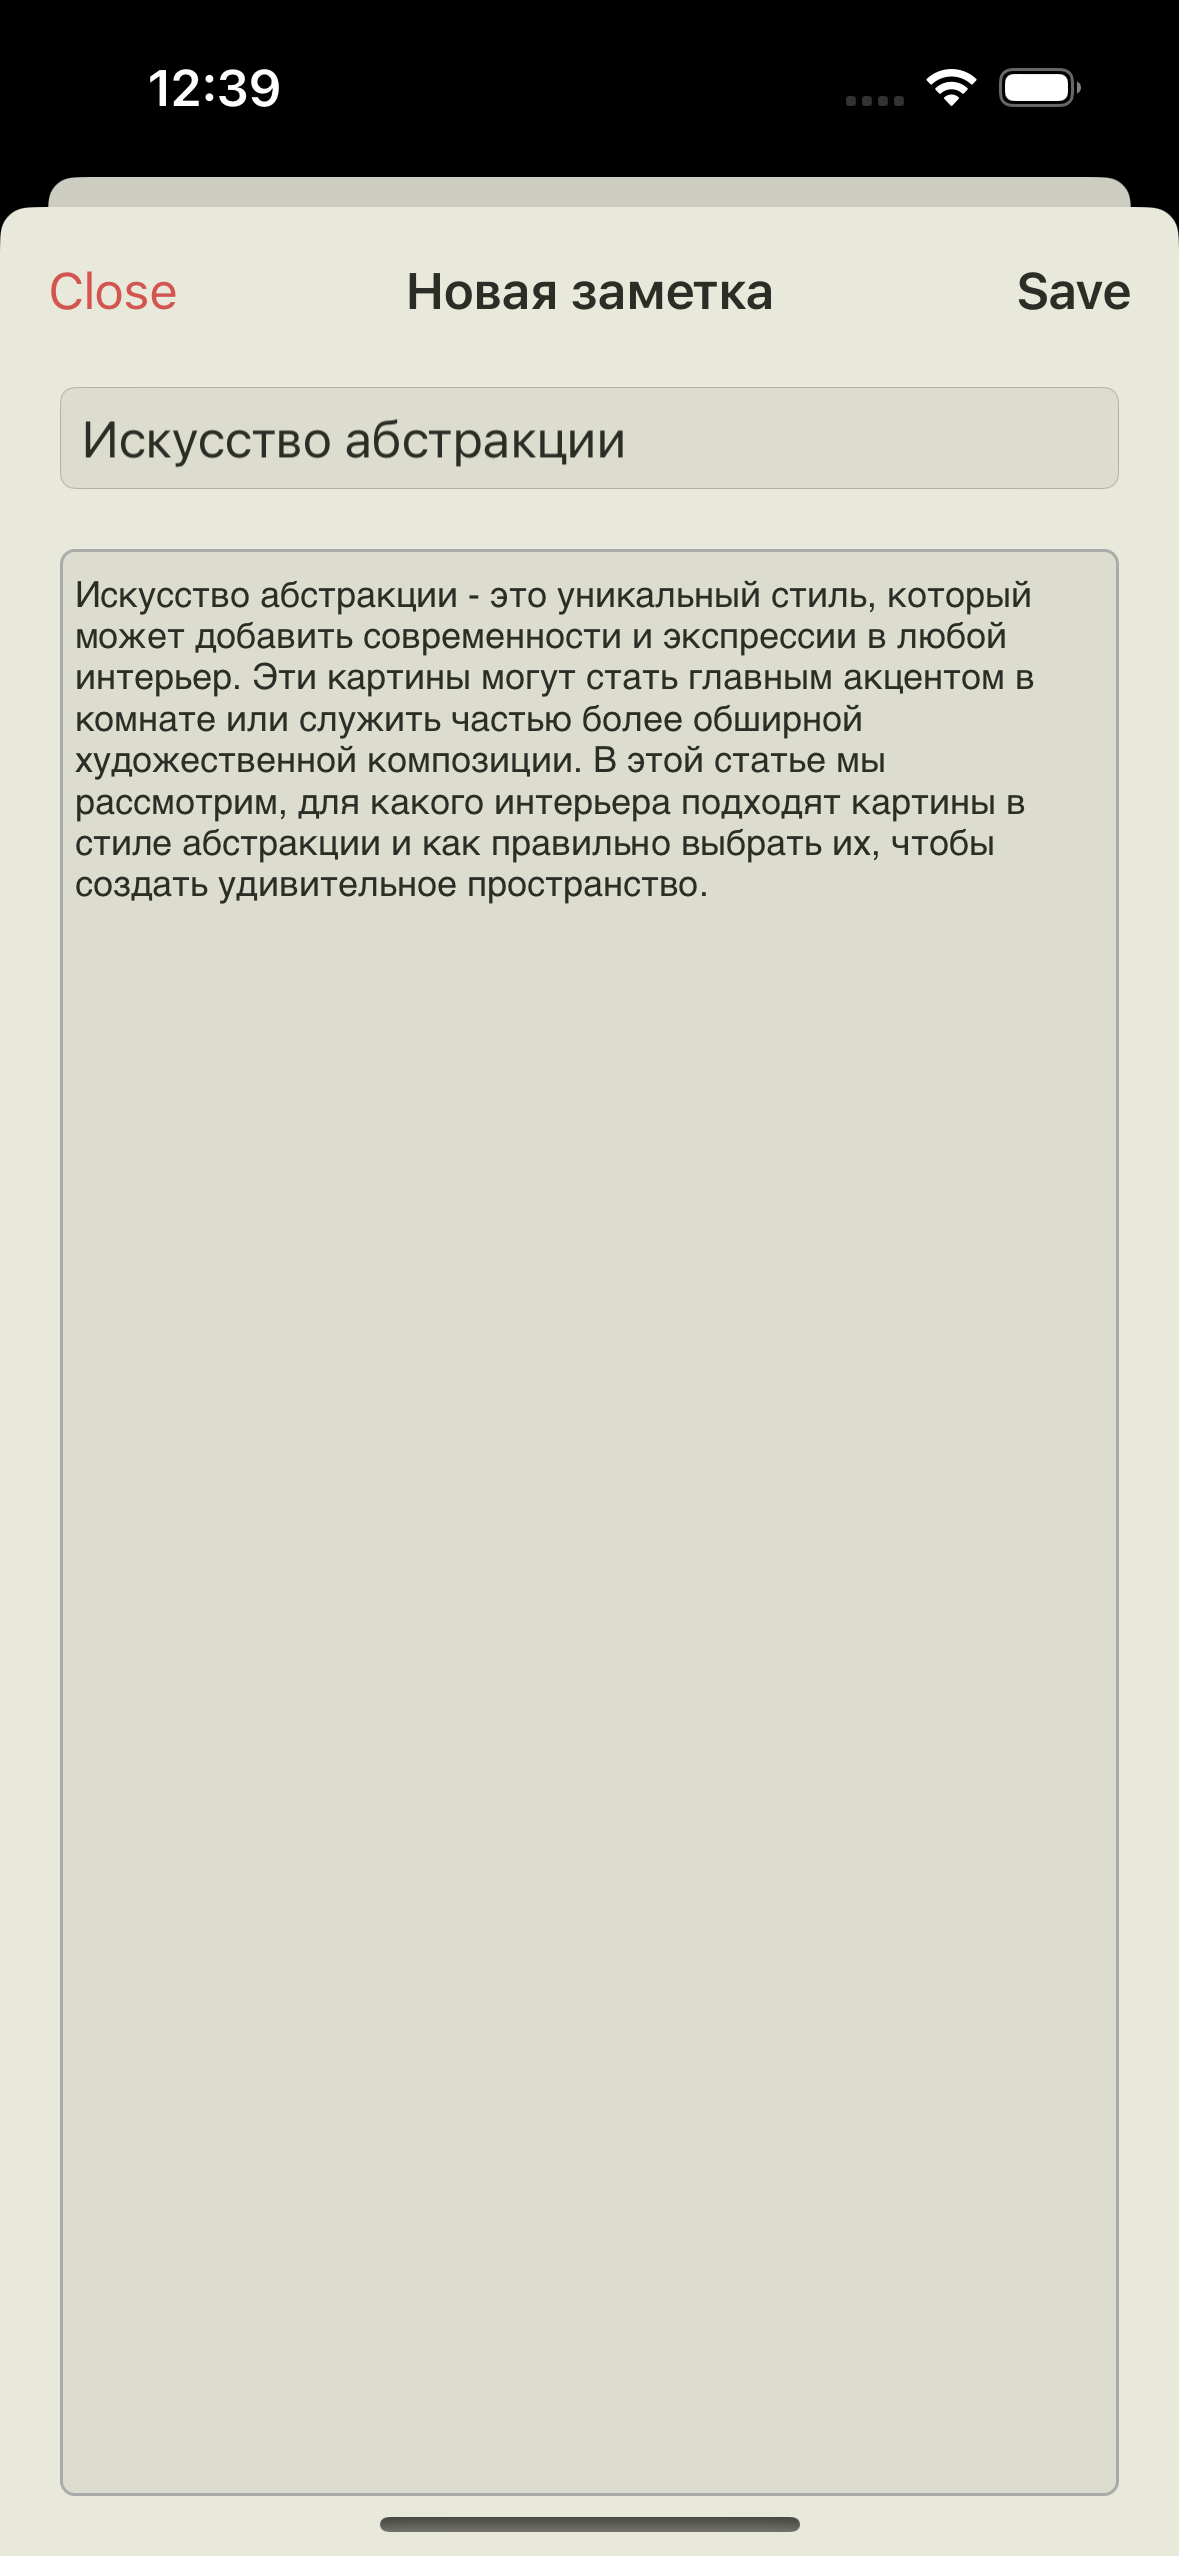 12:39
Close Новая заметка Save
Искусство абстракции
Искусство абстракции - это уникальный стиль, который
может добавить современности и экспрессии в любой
интерьер. Эти картины могут стать главным акцентом в
комнате или служить частью более обширной
художественной композиции. В этой статье мы
рассмотрим, для какого интерьера подходят картины в
стиле абстракции и как правильно выбрать их, чтобы
создать удивительное пространство.